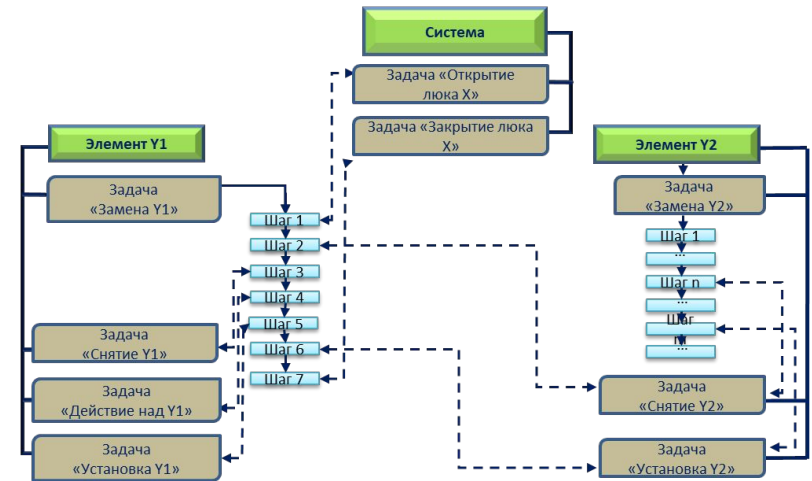 Система
Задача «Открытие
люка X»
Задача «Закрытие люка
X»
Элемент Y1
Задача
«Замена Y1»
Шаг 1
Шаг 2
Шаг 3
Шаг 4
Шаг 5
Шаг 6
Шаг 7
Задача
«Снятие Y1»
Задача
«Действие над Y1»
Задача
«Установка Y1»
Элемент Y2
Задача
«Замена Y2»
Шаг 1
...
Шаг n
...
Шаг
...
Задача
«Снятие Y2»
Задача
«Установка Y2»